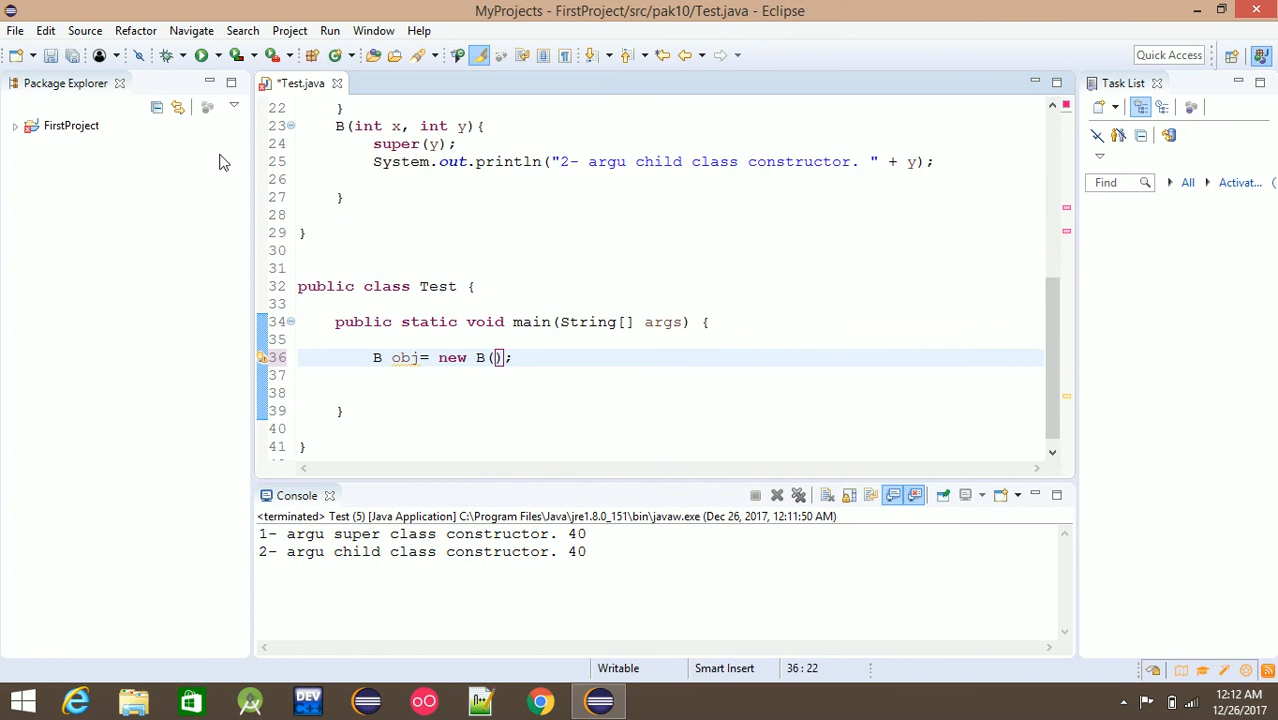 MyProjects - FirstProject/src/pak10/Test.java - Eclipse
File Edit Source Refactor Navigate Search Project Run Window Help
Quick Access
Package Explorer
*Test.java
Task List
FirstProject
22 }
23 B(int x, int y){
24 super(y);
25 System.out.println("2- argu child class constructor. " + y);
26
27 }
28
29 }
30
31
32 public class Test {
33
34 public static void main(String[] args) {
35
36 B obj= new B();
37
38
39 }
40
41 }
Find All Activat...
Console
<terminated> Test (5) [Java Application] C:\Program Files\Java\jre1.8.0_151\bin\javaw.exe (Dec 26, 2017, 12:11:50 AM)
1- argu super class constructor. 40
2- argu child class constructor. 40
Writable Smart Insert 36 : 22
DEV
12:12 AM
12/26/2017